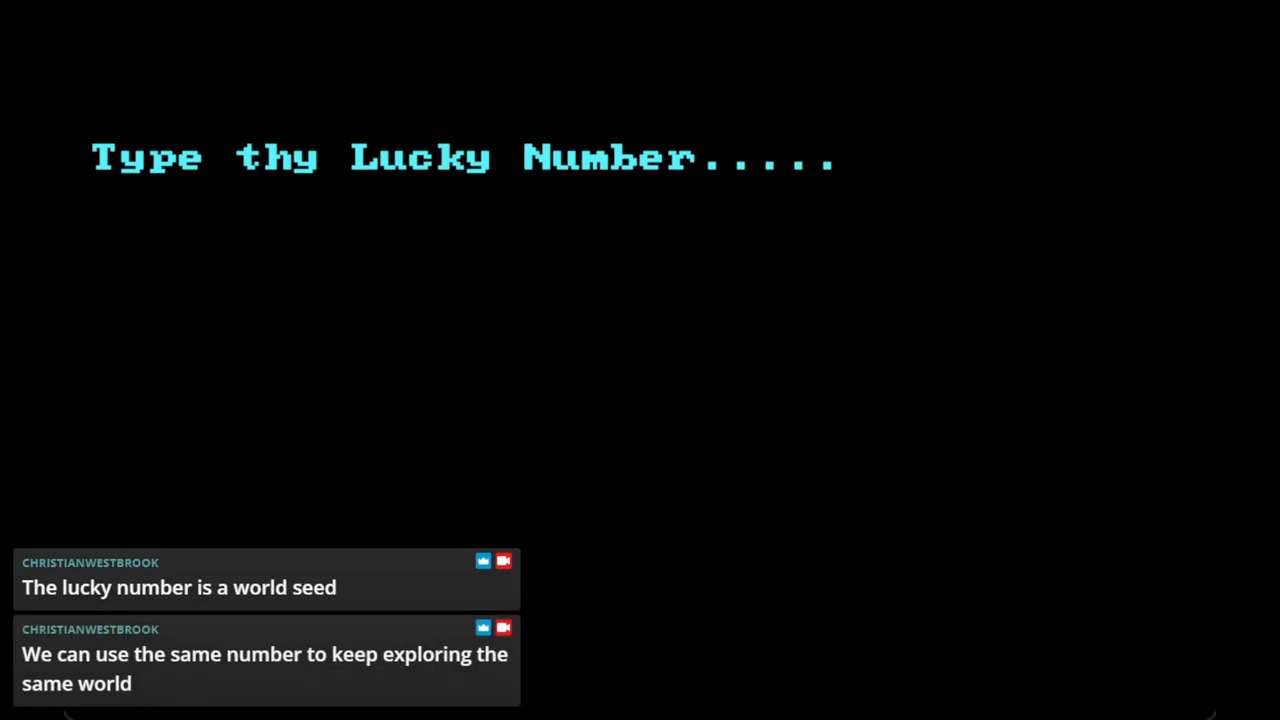 Type thy Lucky Number.....
CHRISTIANWESTBROOK
The lucky number is a world seed
CHRISTIANWESTBROOK
We can use the same number to keep exploring the
same world